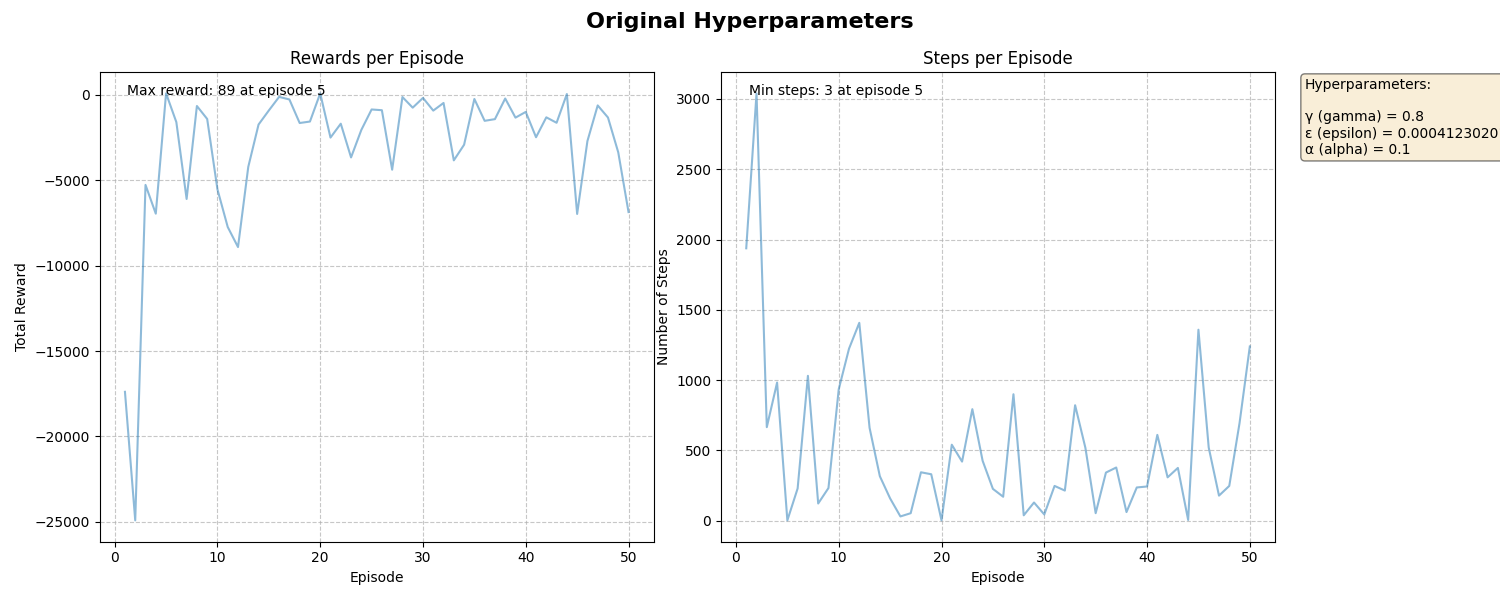 Original Hyperparameters
Rewards per Episode
Max reward: 89 at episode 5
0
−5000
−10000
−15000
−20000
−25000
Total Reward
0
10
20
30
40
50
Episode
Steps per Episode
Min steps: 3 at episode 5
3000
2500
2000
1500
1000
500
0
Number of Steps
0
10
20
30
40
50
Episode
Hyperparameters:
γ (gamma) = 0.8
ε (epsilon) = 0.0004123020
α (alpha) = 0.1